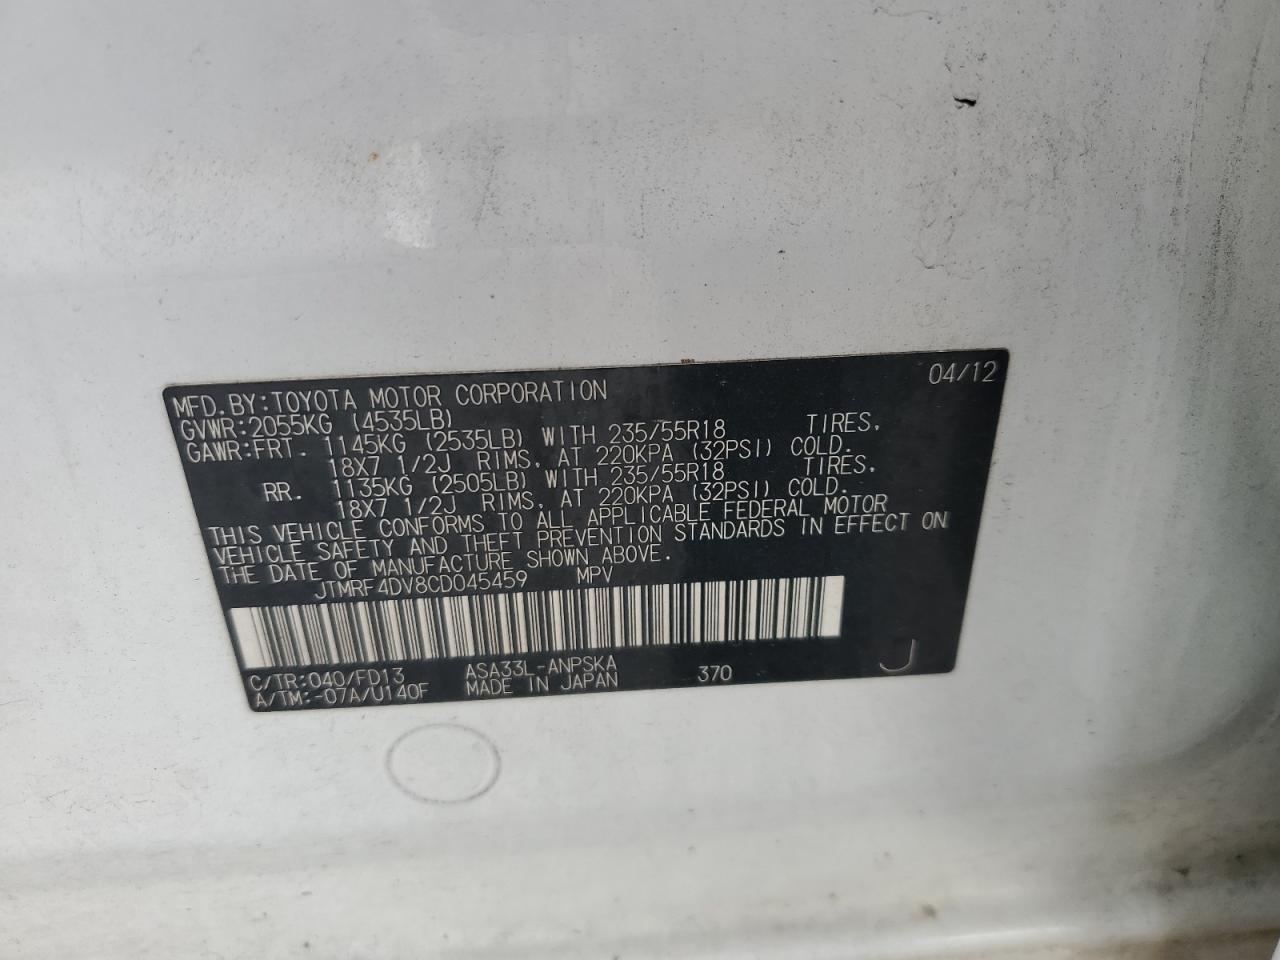 MFD.BY:TOYOTA MOTOR CORPORATION 04/12
GVWR:2055KG (4535LB)
GAWR:FRT. 1145KG (2535LB) WITH 235/55R18 TIRES,
18X7 1/2J RIMS, AT 220KPA (32PSI) COLD.
RR. 1135KG (2505LB) WITH 235/55R18 TIRES,
18X7 1/2J RIMS, AT 220KPA (32PSI) COLD.
THIS VEHICLE CONFORMS TO ALL APPLICABLE FEDERAL MOTOR
VEHICLE SAFETY AND THEFT PREVENTION STANDARDS IN EFFECT ON
THE DATE OF MANUFACTURE SHOWN ABOVE.
JTMRF4DV8CD045459 MPV
C/TR:040/FD13 ASA33L-ANPSKA 370 J
A/TM:-07A/U140F MADE IN JAPAN